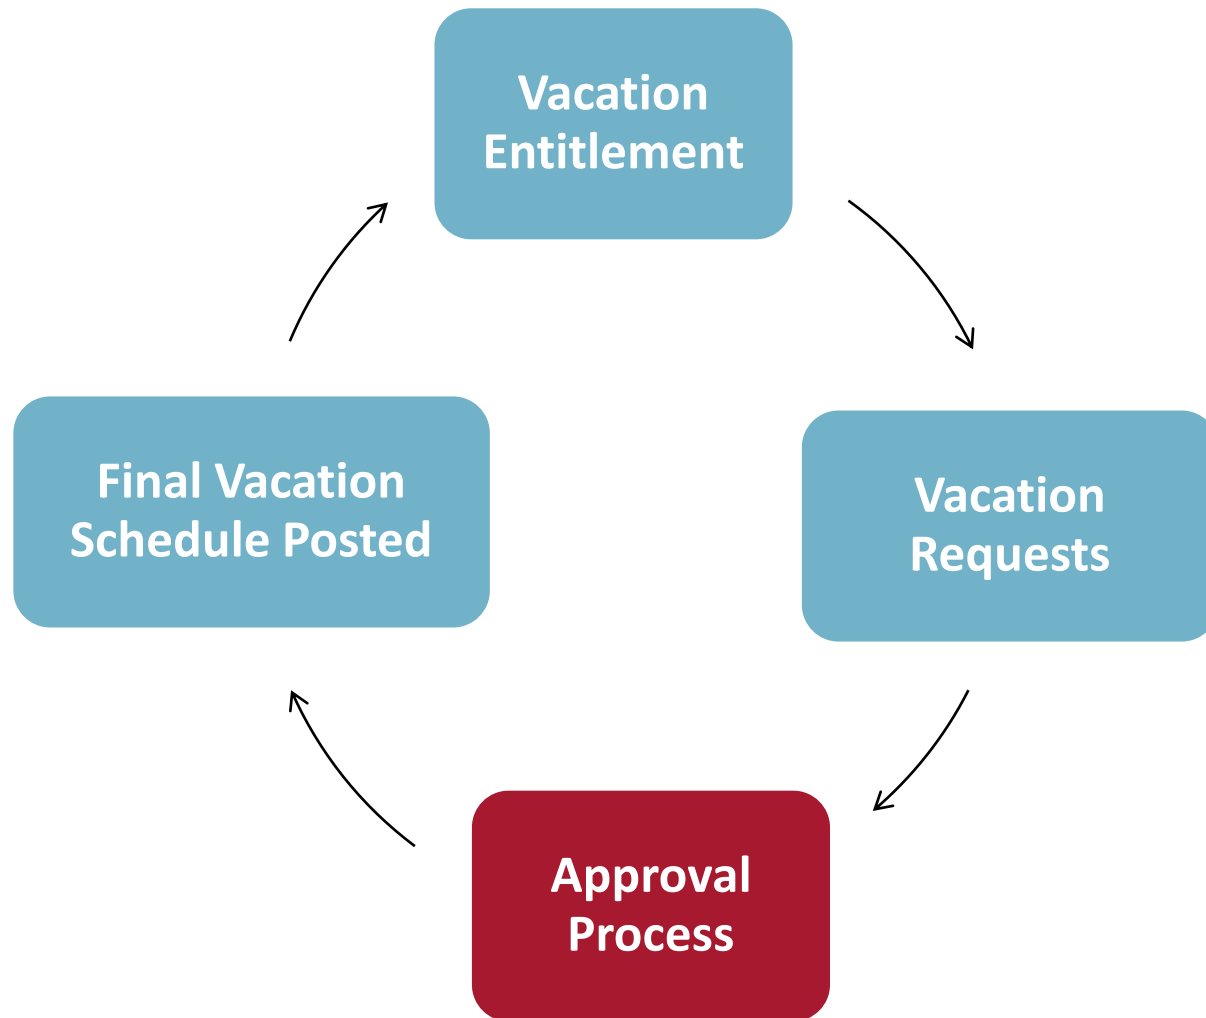 Vacation
Entitlement
Vacation
Requests
Approval
Process
Final Vacation
Schedule Posted